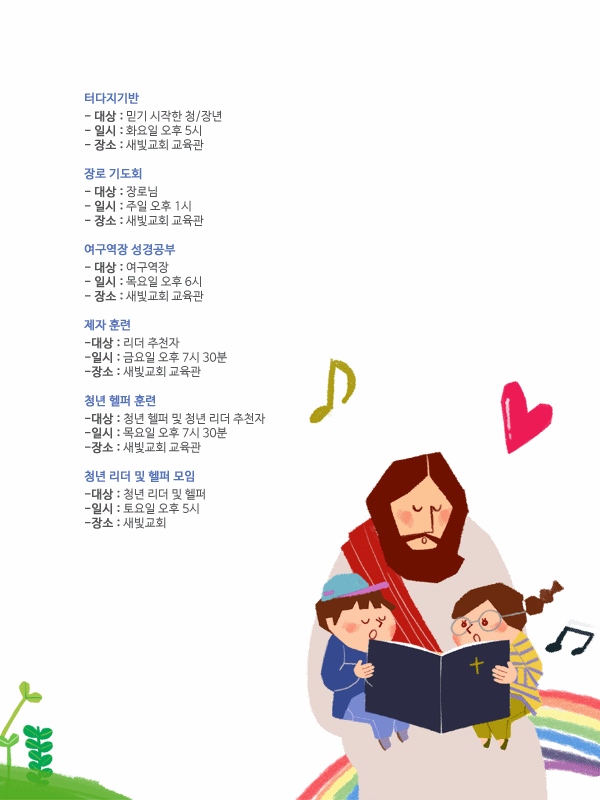 터다지기반
- 대상 : 믿기 시작한 청/장년
- 일시 : 화요일 오후 5시
- 장소 : 새빛교회 교육관
장로 기도회
- 대상 : 장로님
- 일시 : 주일 오후 1시
- 장소 : 새빛교회 교육관
여구역장 성경공부
- 대상 : 여구역장
- 일시 : 목요일 오후 6시
- 장소 : 새빛교회 교육관
제자 훈련
-대상 : 리더 추천자
-일시 : 금요일 오후 7시 30분
-장소 : 새빛교회 교육관
청년 헬퍼 훈련
-대상 : 청년 헬퍼 및 청년 리더 추천자
-일시 : 목요일 오후 7시 30분
-장소 : 새빛교회 교육관
청년 리더 및 헬퍼 모임
-대상 : 청년 리더 및 헬퍼
-일시 : 토요일 오후 5시
-장소 : 새빛교회